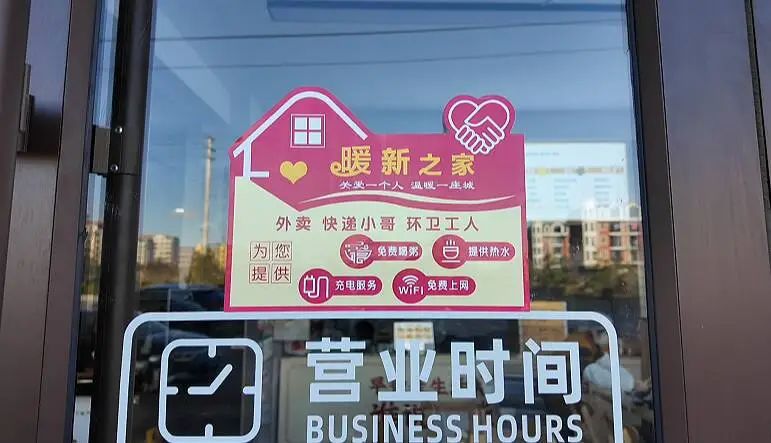 暖新之家
关爱一个人 温暖一座城
外卖 快递小哥 环卫工人
为您提供
免费喝粥
提供热水
充电服务
WiFi 免费上网
营业时间
BUSINESS HOURS